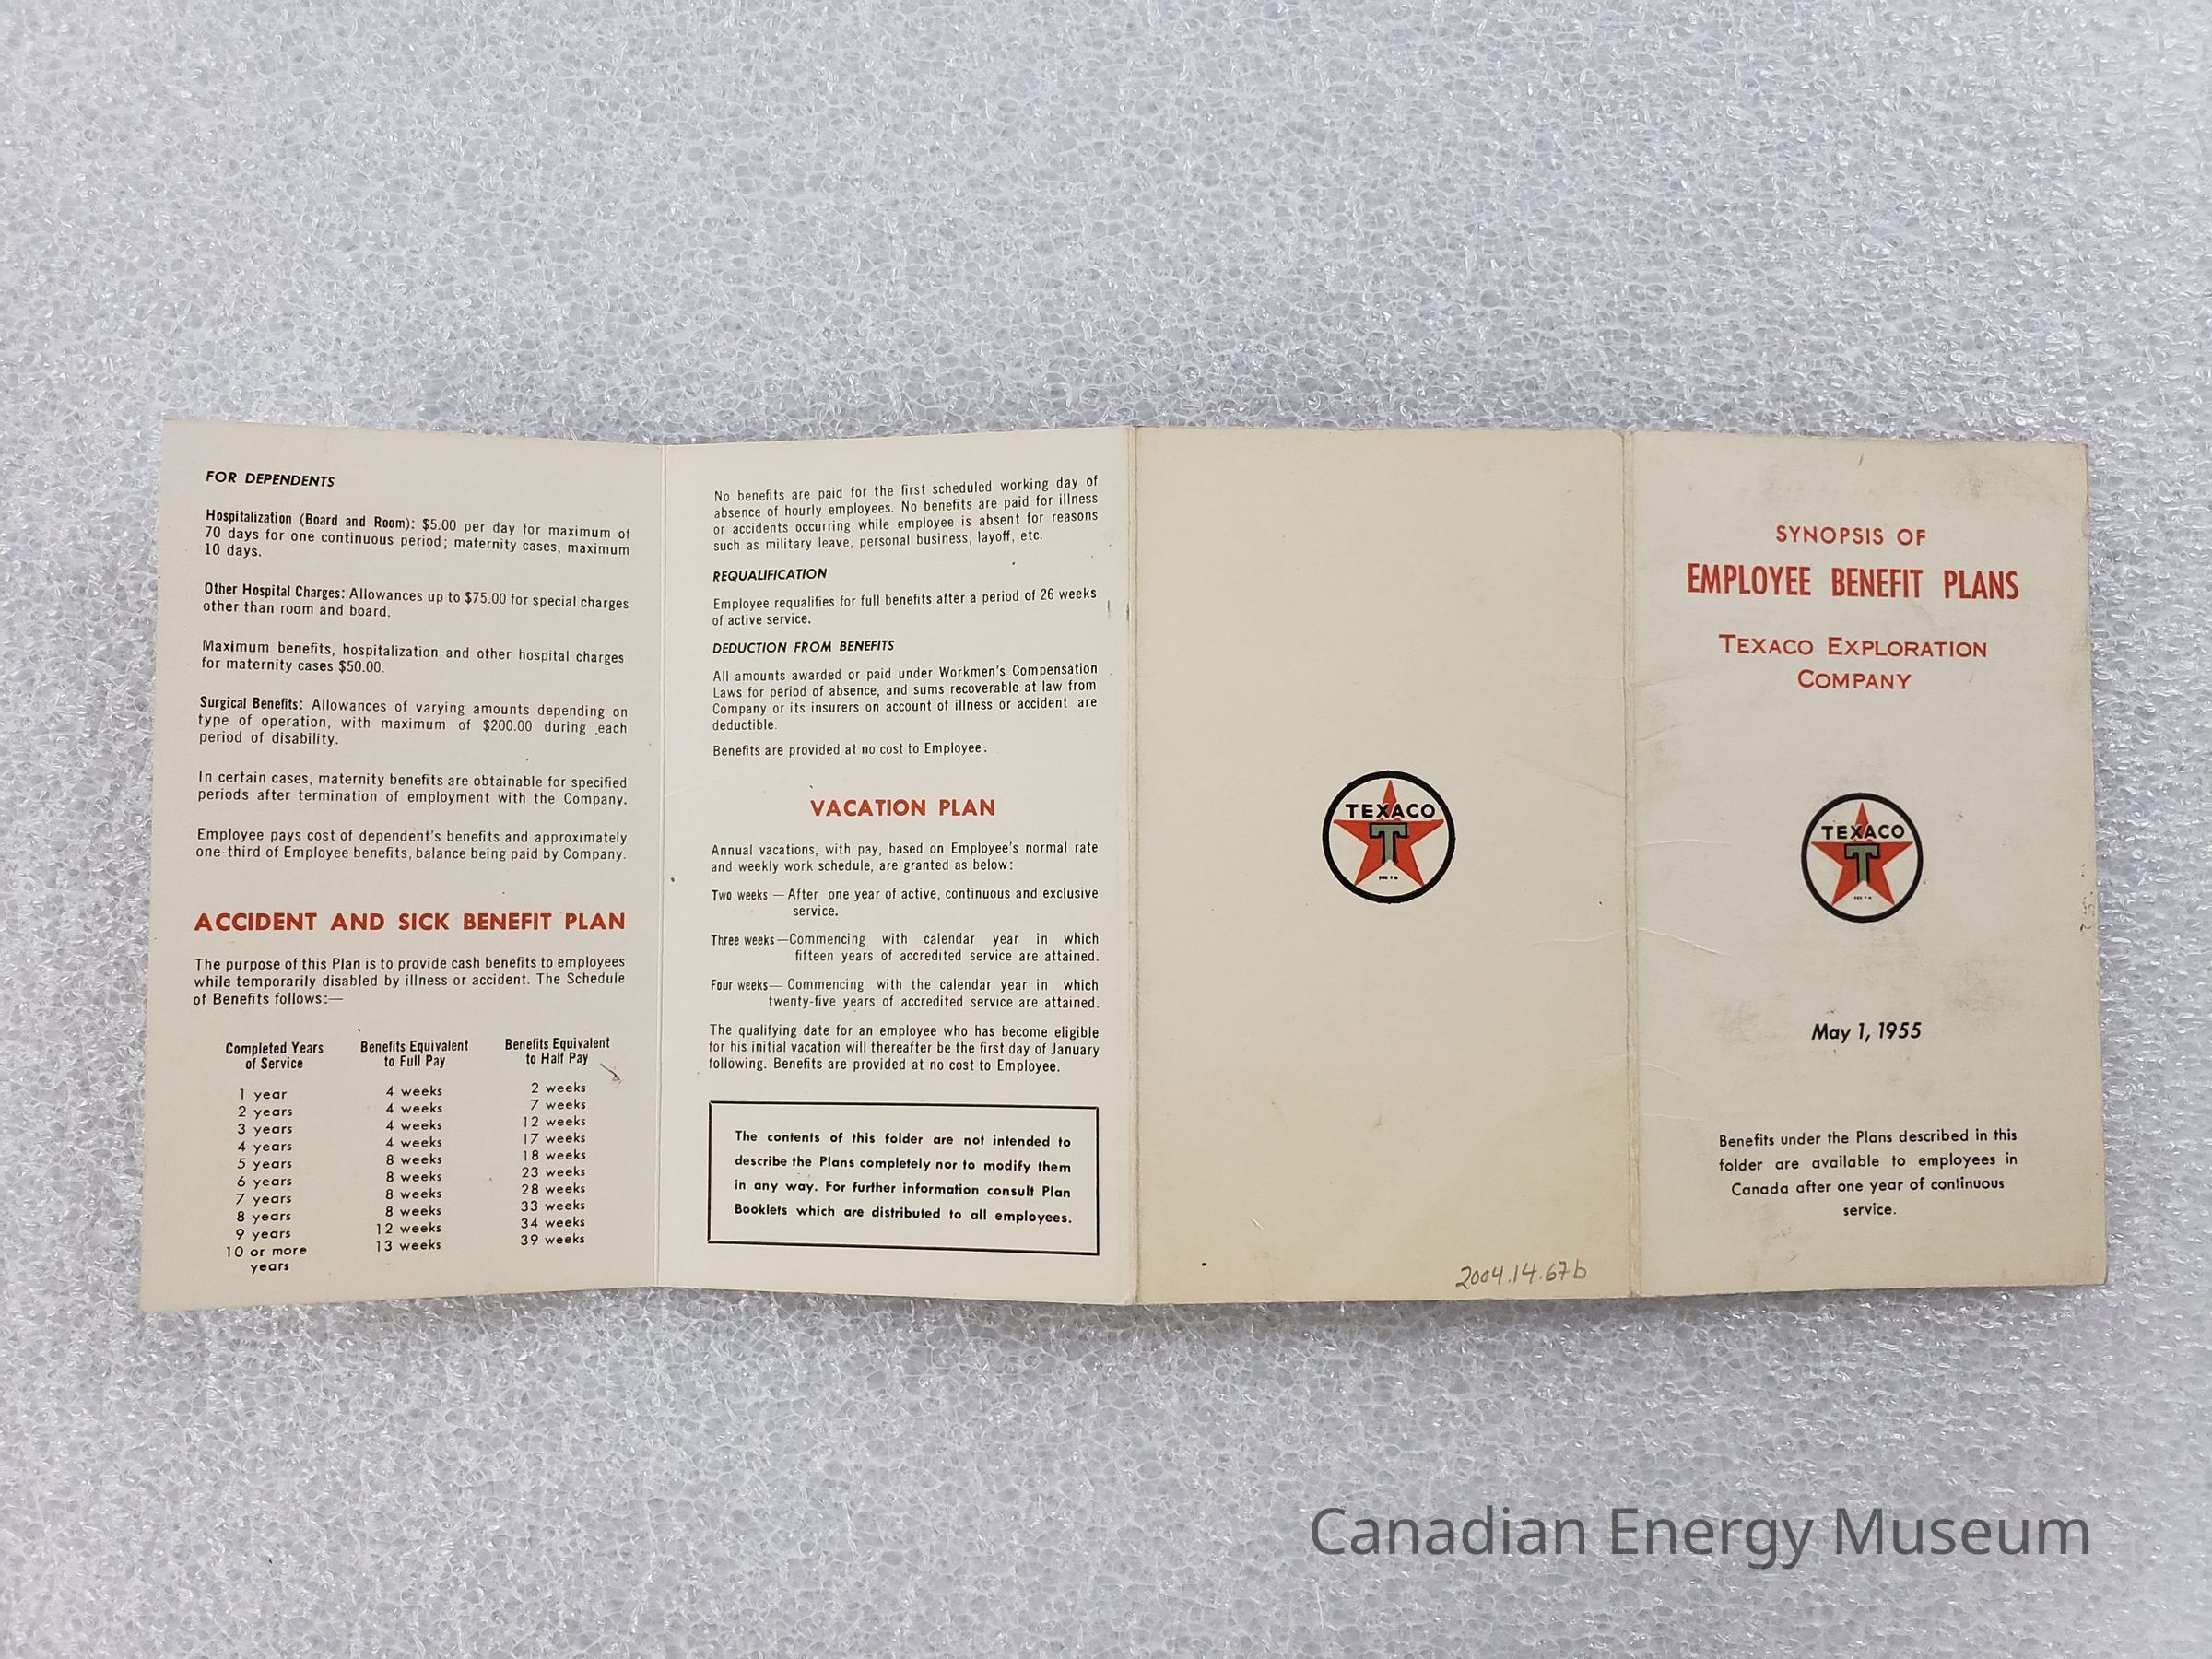 FOR DEPENDENTS
Hospitalization (Board and Room): $5.00 per day for maximum of
70 days for one continuous period; maternity cases, maximum
10 days.
Other Hospital Charges: Allowances up to $75.00 for special charges
other than room and board.
Maximum benefits, hospitalization and other hospital charges
for maternity cases $50.00.
Surgical Benefits: Allowances of varying amounts depending on
type of operation, with maximum of $200.00 during each
period of disability.
In certain cases, maternity benefits are obtainable for specified
periods after termination of employment with the Company.
Employee pays cost of dependent's benefits and approximately
one-third of Employee benefits, balance being paid by Company.
ACCIDENT AND SICK BENEFIT PLAN
The purpose of this Plan is to provide cash benefits to employees
while temporarily disabled by illness or accident. The Schedule
of Benefits follows:—
Completed Years Benefits Equivalent Benefits Equivalent
of Service to Full Pay to Half Pay
1 year 4 weeks 2 weeks
2 years 4 weeks 7 weeks
3 years 4 weeks 12 weeks
4 years 4 weeks 17 weeks
5 years 8 weeks 18 weeks
6 years 8 weeks 23 weeks
7 years 8 weeks 28 weeks
8 years 8 weeks 33 weeks
9 years 12 weeks 34 weeks
10 or more 13 weeks 39 weeks
years
No benefits are paid for the first scheduled working day of
absence of hourly employees. No benefits are paid for illness
or accidents occurring while employee is absent for reasons
such as military leave, personal business, layoff, etc.
REQUALIFICATION
Employee requalifies for full benefits after a period of 26 weeks
of active service.
DEDUCTION FROM BENEFITS
All amounts awarded or paid under Workmen's Compensation
Laws for period of absence, and sums recoverable at law from
Company or its insurers on account of illness or accident are
deductible.
Benefits are provided at no cost to Employee.
VACATION PLAN
Annual vacations, with pay, based on Employee's normal rate
and weekly work schedule, are granted as below:
Two weeks — After one year of active, continuous and exclusive
service.
Three weeks—Commencing with calendar year in which
fifteen years of accredited service are attained.
Four weeks— Commencing with the calendar year in which
twenty-five years of accredited service are attained.
The qualifying date for an employee who has become eligible
for his initial vacation will thereafter be the first day of January
following. Benefits are provided at no cost to Employee.
The contents of this folder are not intended to
describe the Plans completely nor to modify them
in any way. For further information consult Plan
Booklets which are distributed to all employees.
TEXACO
T
2004.14.67b
SYNOPSIS OF
EMPLOYEE BENEFIT PLANS
TEXACO EXPLORATION
COMPANY
TEXACO
T
May 1, 1955
Benefits under the Plans described in this
folder are available to employees in
Canada after one year of continuous
service.
Canadian Energy Museum